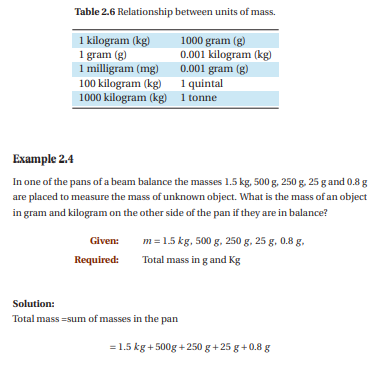 Table 2.6 Relationship between units of mass.
1 kilogram (kg) 1000 gram (g)
1 gram (g) 0.001 kilogram (kg)
1 milligram (mg) 0.001 gram (g)
100 kilogram (kg) 1 quintal
1000 kilogram (kg) 1 tonne
Example 2.4
In one of the pans of a beam balance the masses 1.5 kg, 500 g, 250 g, 25 g and 0.8 g
are placed to measure the mass of unknown object. What is the mass of an object
in gram and kilogram on the other side of the pan if they are in balance?
Given: m = 1.5 kg, 500 g, 250 g, 25 g, 0.8 g,
Required: Total mass in g and Kg
Solution:
Total mass =sum of masses in the pan
= 1.5 kg + 500g + 250 g + 25 g + 0.8 g